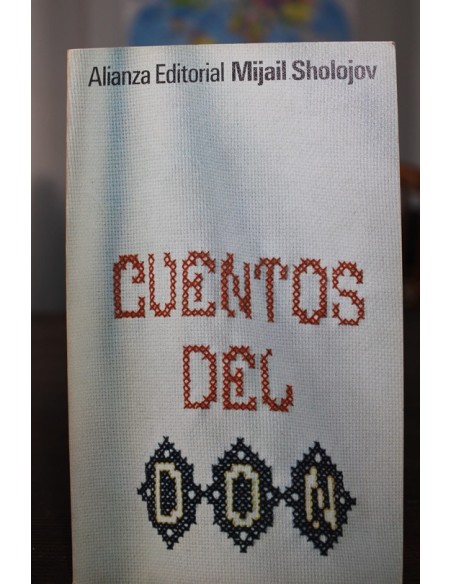 Alianza Editorial Mijail Sholojov
CUENTOS
DEL
DON